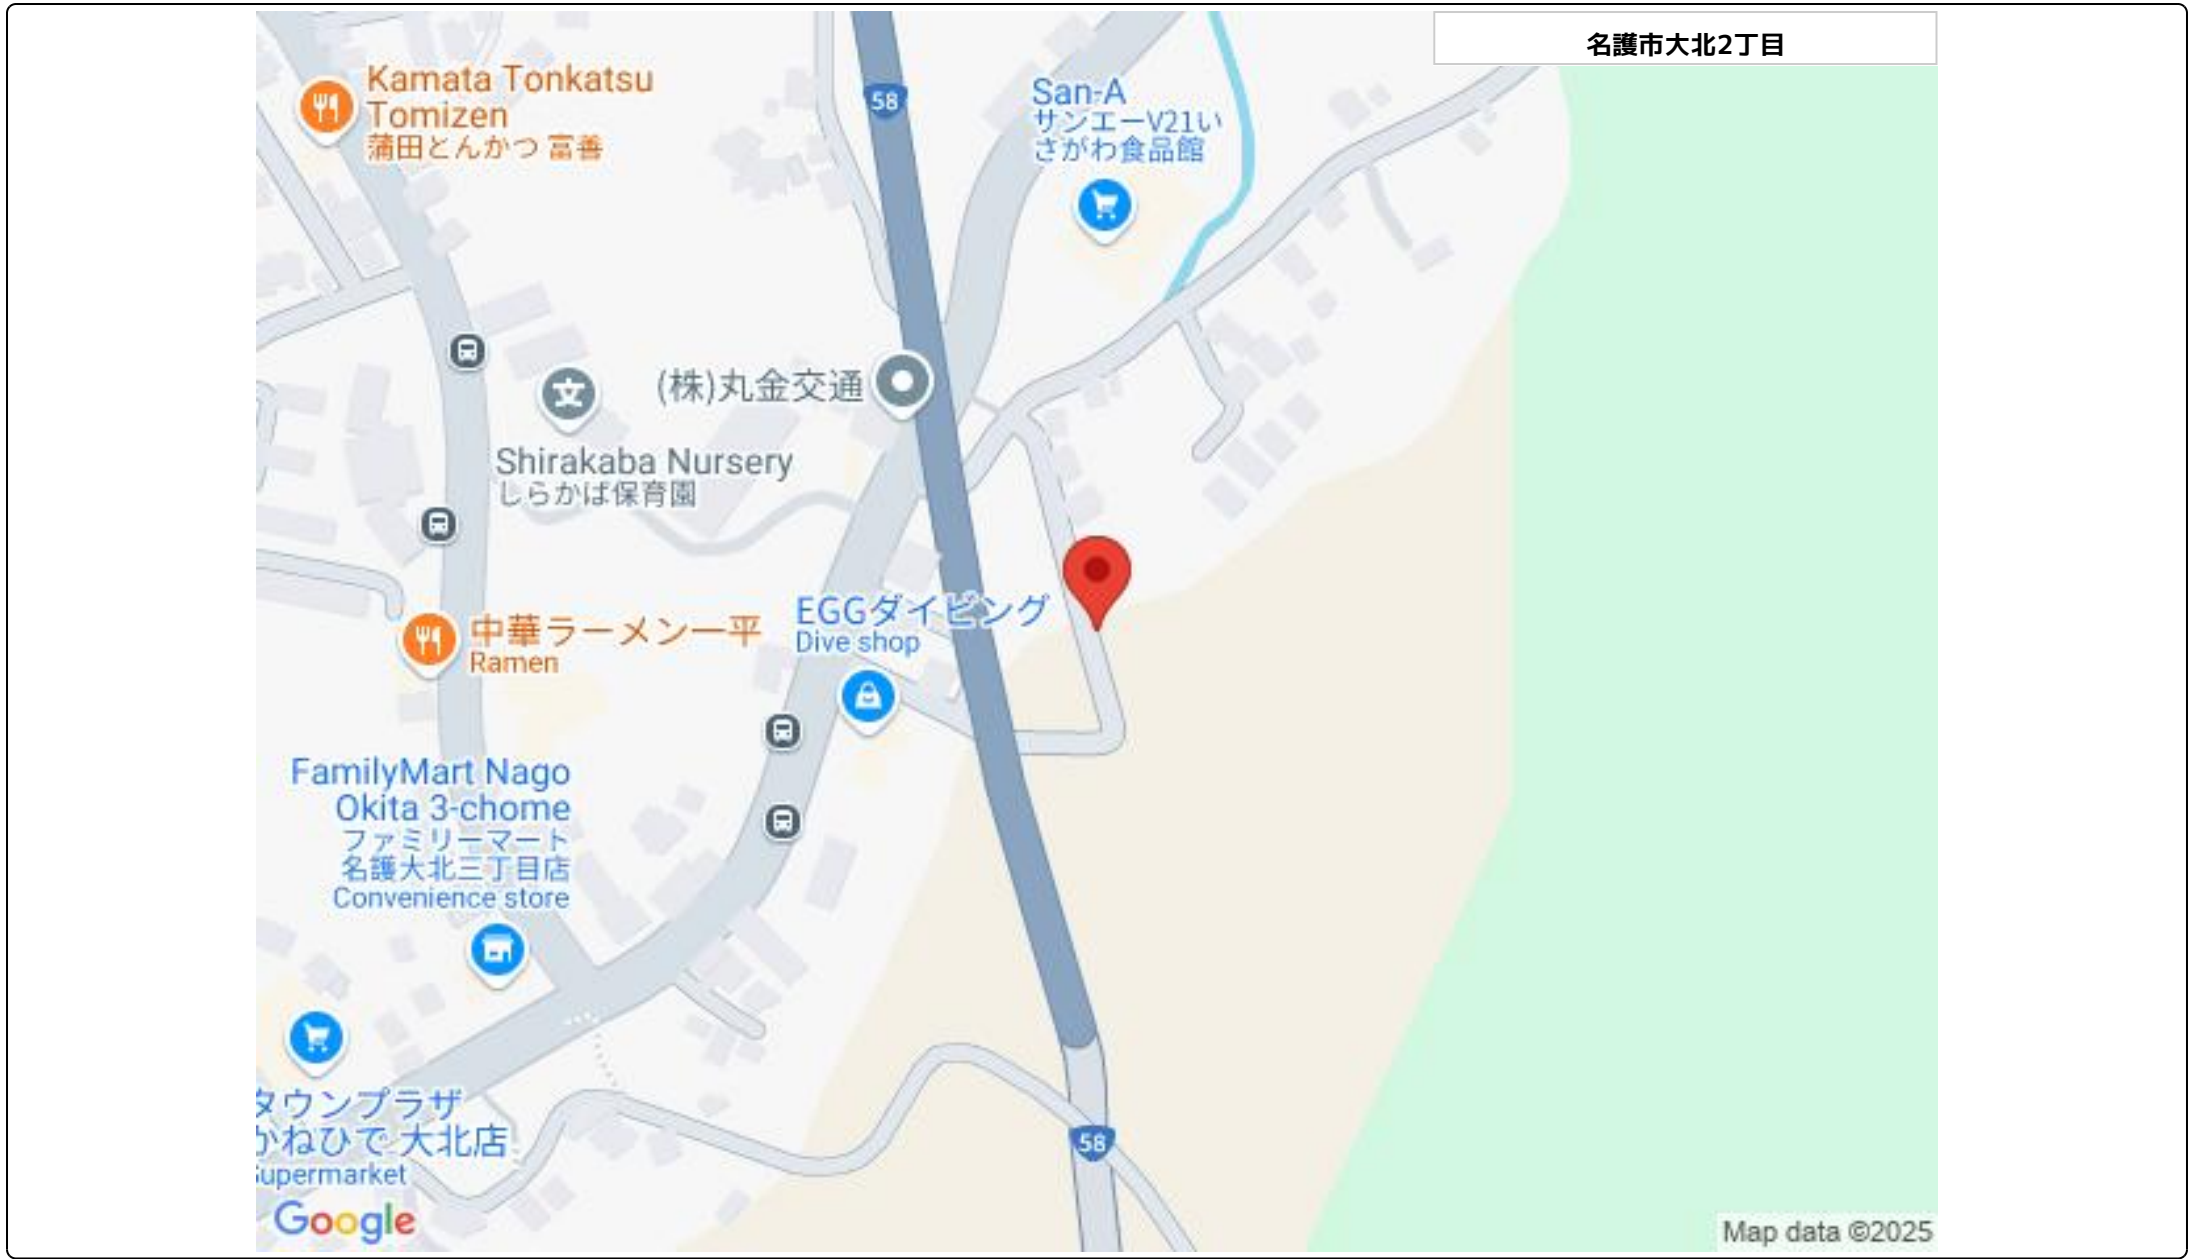 名護市大北2丁目
Kamata Tonkatsu
Tomizen
蒲田とんかつ 富善
58
San-A
サンエーV21い
さがわ食品館
(株)丸金交通
Shirakaba Nursery
しらかば保育園
EGGダイビング
Dive shop
中華ラーメン一平
Ramen
FamilyMart Nago
Okita 3-chome
ファミリーマート
名護大北三丁目店
Convenience store
タウンプラザ
かねひで 大北店
Supermarket
58
Google
Map data ©2025